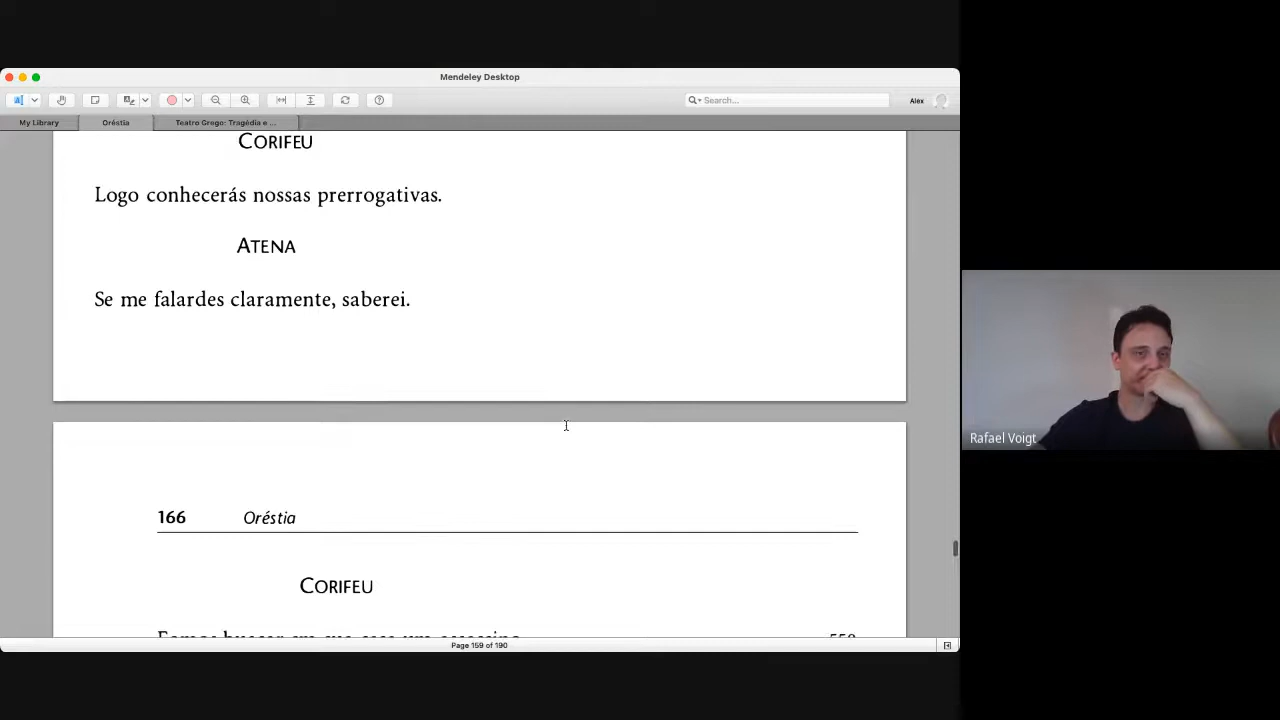 Mendeley Desktop
Search...
Alex
My Library
Oréstia
Teatro Grego: Tragédia e ...
CORIFEU
Logo conhecerás nossas prerrogativas.
ATENA
Se me falardes claramente, saberei.
166 Oréstia
CORIFEU
Page 159 of 190
Rafael Voigt